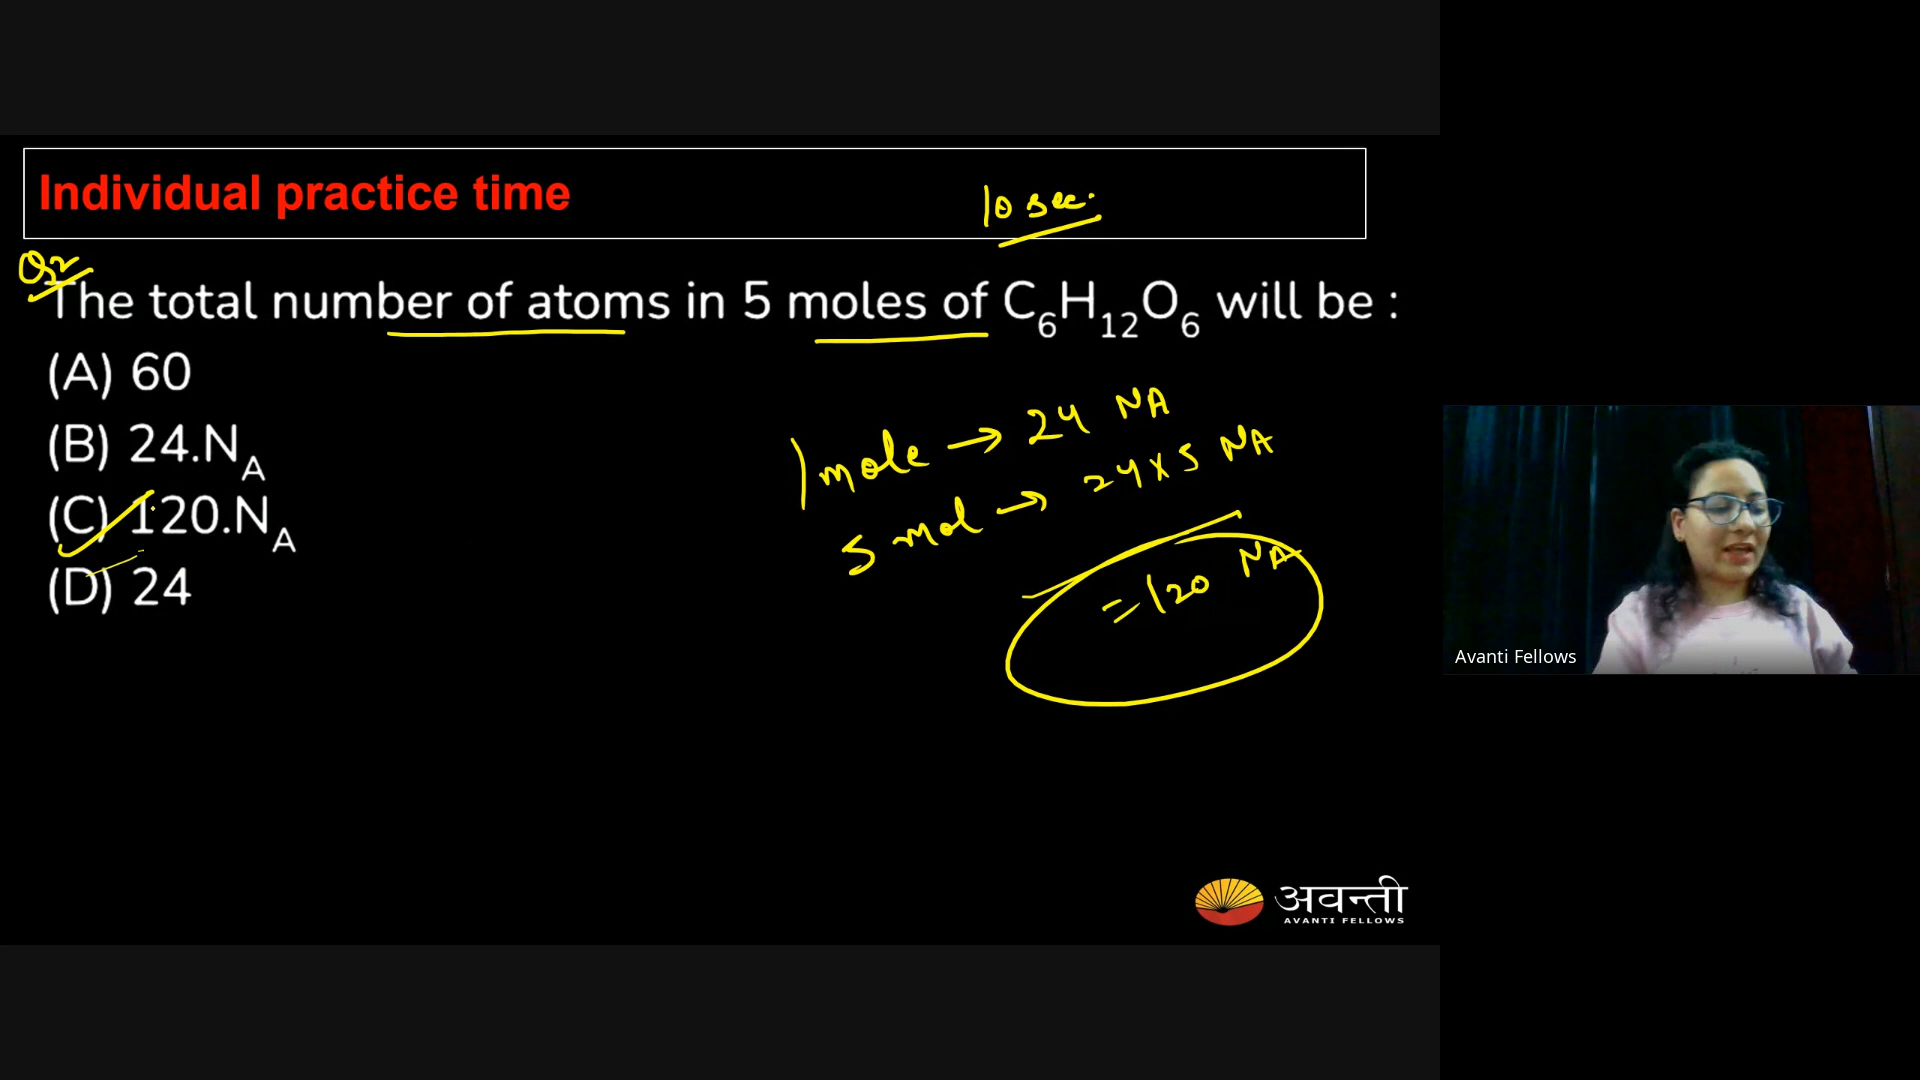 Individual practice time
10 sec.
Q2
The total number of atoms in 5 moles of C6H12O6 will be :
(A) 60
(B) 24.NA
(C) 120.NA
(D) 24
1 mole → 24 NA
5 mol → 24 x 5 NA
= 120 NA
Avanti Fellows
अवन्ती
AVANTI FELLOWS